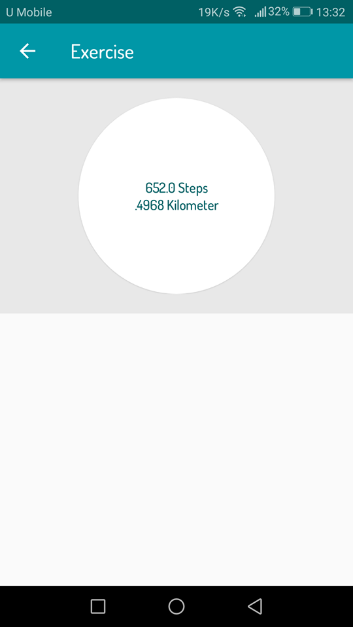 U Mobile 19K/s 32% 13:32
Exercise
652.0 Steps
.4968 Kilometer